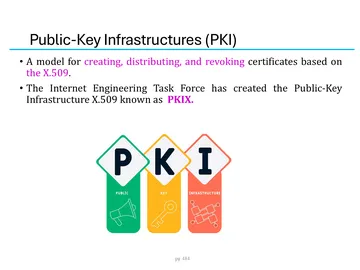 Public-Key Infrastructures (PKI)
• A model for creating, distributing, and revoking certificates based on
the X.509.
• The Internet Engineering Task Force has created the Public-Key
Infrastructure X.509 known as PKIX.
P K I
PUBLIC KEY INFRASTRUCTURE